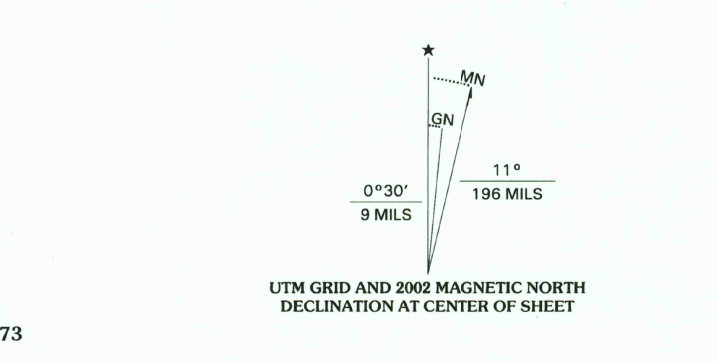 ★
MN
GN
11°
196 MILS
0°30′
9 MILS
UTM GRID AND 2002 MAGNETIC NORTH
DECLINATION AT CENTER OF SHEET
73